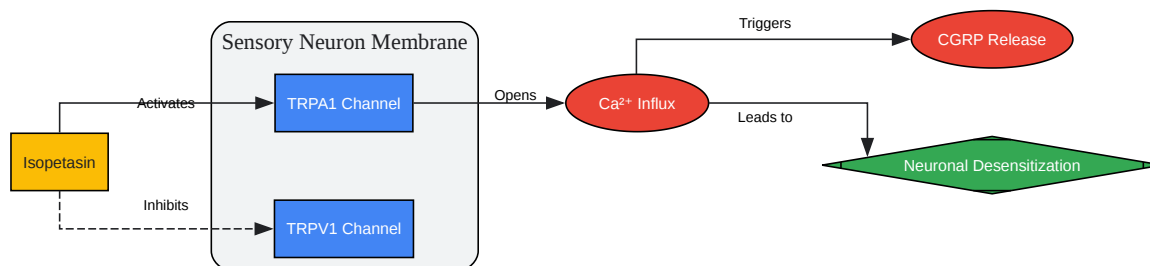 Sensory Neuron Membrane
Triggers
CGRP Release
Activates
TRPA1 Channel
Opens
Ca²⁺ Influx
Leads to
Isopetasin
Neuronal Desensitization
Inhibits
TRPV1 Channel